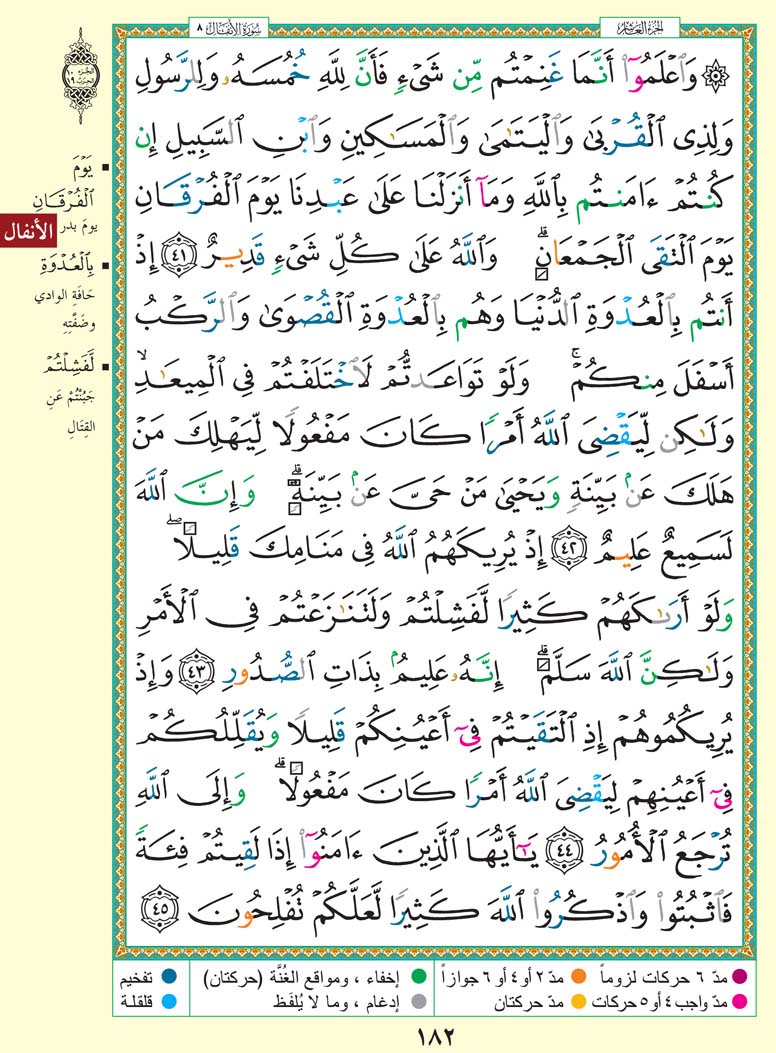 الجزء العاشر
سورة الأنفال ٨
۞ وَٱعْلَمُوٓا۟ أَنَّمَا غَنِمْتُم مِّن شَىْءٍ فَأَنَّ لِلَّهِ خُمُسَهُۥ وَلِلرَّسُولِ
وَلِذِى ٱلْقُرْبَىٰ وَٱلْيَتَـٰمَىٰ وَٱلْمَسَـٰكِينِ وَٱبْنِ ٱلسَّبِيلِ إِن
كُنتُمْ ءَامَنتُم بِٱللَّهِ وَمَآ أَنزَلْنَا عَلَىٰ عَبْدِنَا يَوْمَ ٱلْفُرْقَانِ
يَوْمَ ٱلْتَقَى ٱلْجَمْعَانِ ۗ وَٱللَّهُ عَلَىٰ كُلِّ شَىْءٍ قَدِيرٌ ٤١ إِذْ
أَنتُم بِٱلْعُدْوَةِ ٱلدُّنْيَا وَهُم بِٱلْعُدْوَةِ ٱلْقُصْوَىٰ وَٱلرَّكْبُ
أَسْفَلَ مِنكُمْ ۚ وَلَوْ تَوَاعَدتُّمْ لَٱخْتَلَفْتُمْ فِى ٱلْمِيعَـٰدِ ۙ
وَلَـٰكِن لِّيَقْضِىَ ٱللَّهُ أَمْرًا كَانَ مَفْعُولًا لِّيَهْلِكَ مَنْ
هَلَكَ عَنۢ بَيِّنَةٍ وَيَحْيَىٰ مَنْ حَىَّ عَنۢ بَيِّنَةٍ ۗ وَإِنَّ ٱللَّهَ
لَسَمِيعٌ عَلِيمٌ ٤٢ إِذْ يُرِيكَهُمُ ٱللَّهُ فِى مَنَامِكَ قَلِيلًا ۖ
وَلَوْ أَرَىٰكَهُمْ كَثِيرًا لَّفَشِلْتُمْ وَلَتَنَـٰزَعْتُمْ فِى ٱلْأَمْرِ
وَلَـٰكِنَّ ٱللَّهَ سَلَّمَ ۗ إِنَّهُۥ عَلِيمٌۢ بِذَاتِ ٱلصُّدُورِ ٤٣ وَإِذْ
يُرِيكُمُوهُمْ إِذِ ٱلْتَقَيْتُمْ فِىٓ أَعْيُنِكُمْ قَلِيلًا وَيُقَلِّلُكُمْ
فِىٓ أَعْيُنِهِمْ لِيَقْضِىَ ٱللَّهُ أَمْرًا كَانَ مَفْعُولًا ۗ وَإِلَى ٱللَّهِ
تُرْجَعُ ٱلْأُمُورُ ٤٤ يَـٰٓأَيُّهَا ٱلَّذِينَ ءَامَنُوٓا۟ إِذَا لَقِيتُمْ فِئَةً
فَٱثْبُتُوا۟ وَٱذْكُرُوا۟ ٱللَّهَ كَثِيرًا لَّعَلَّكُمْ تُفْلِحُونَ ٤٥
■ يَوْمَ
ٱلْفُرْقَانِ
يوم بدر
الأنفال
■ بِٱلْعُدْوَةِ
حَافَةِ الوادي
وضَفَّتِهِ
■ لَّفَشِلْتُمْ
جَبُنْتُمْ عَنِ
القِتَالِ
● مدّ ٦ حركات لزوماً ● مدّ ٢ أو ٤ أو ٦ جوازاً ● إخفاء ، ومواقع الغُنَّة (حركتان) ● تفخيم
● مدّ واجب ٤ أو ٥ حركات ● مدّ حركتان ● إدغام ، وما لا يُلفَظ ● قلقلة
١٨٢